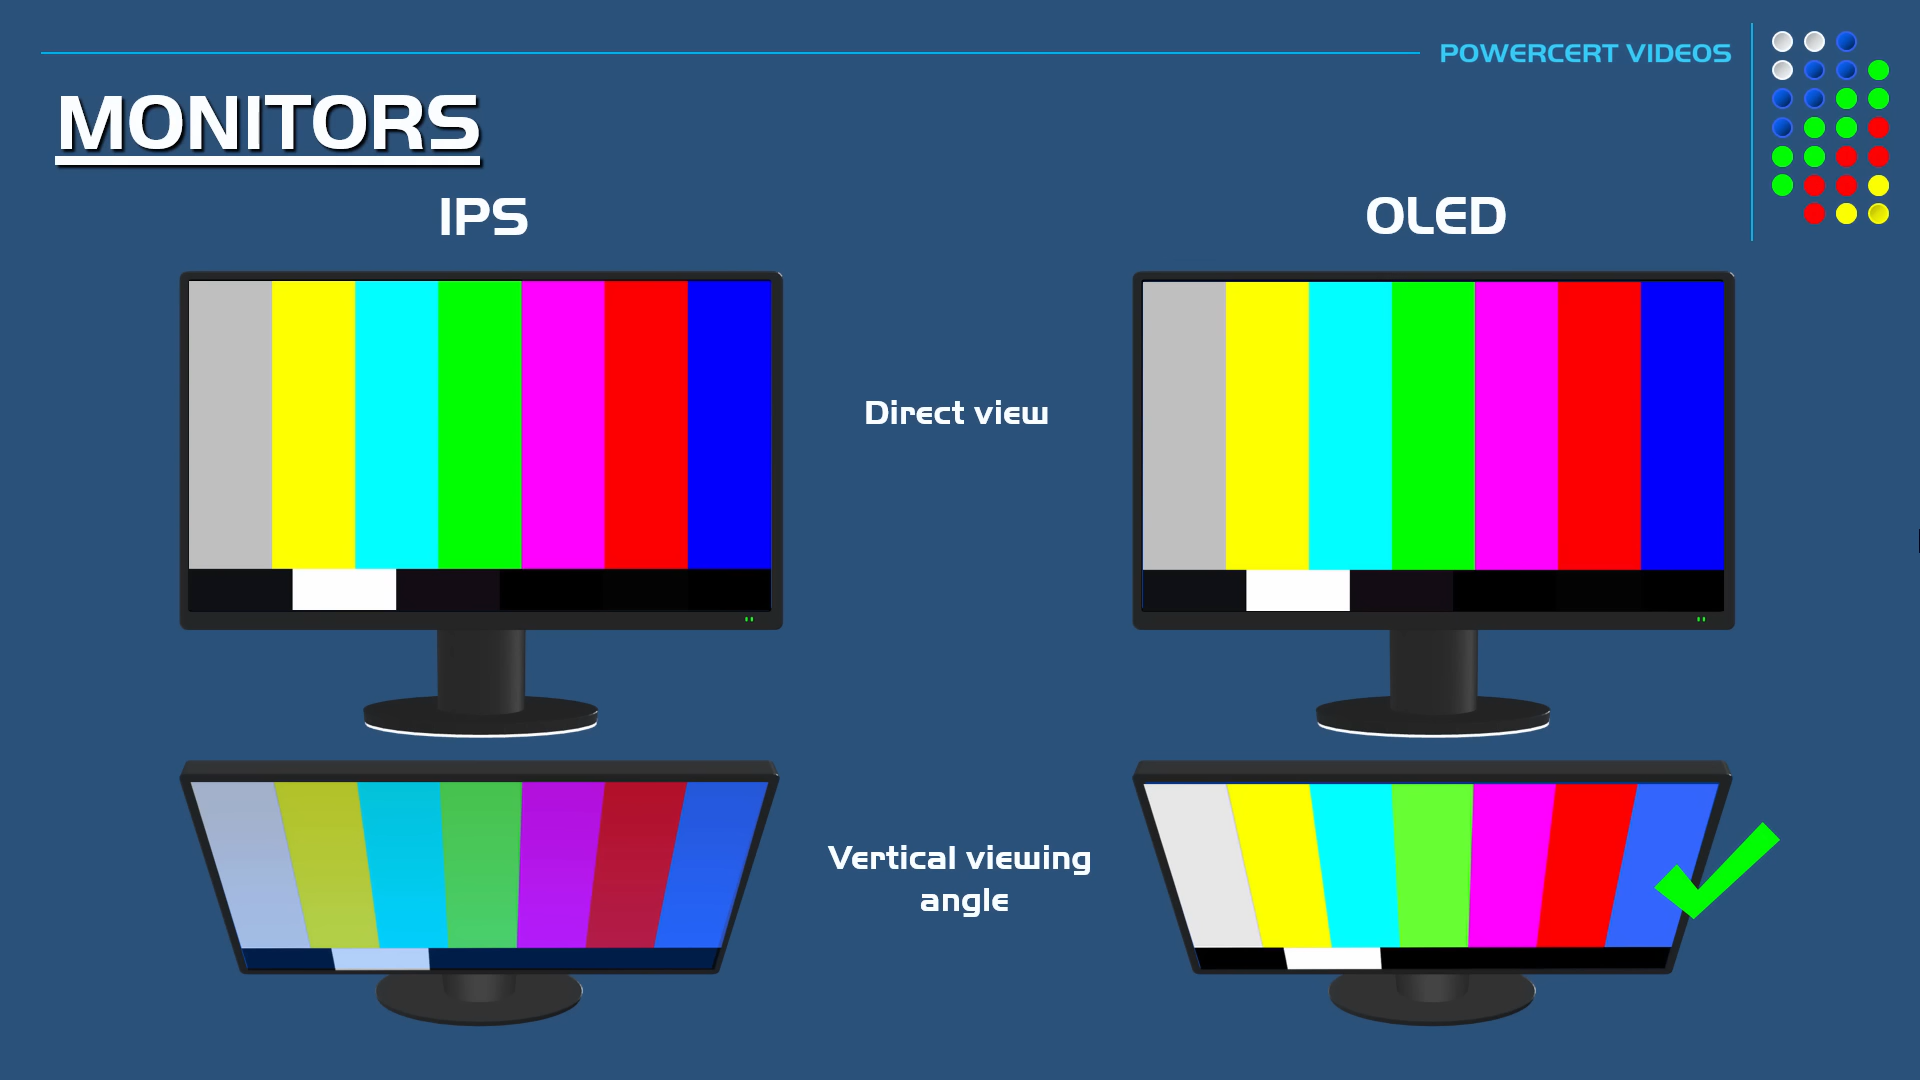 POWERCERT VIDEOS
MONITORS
IPS
OLED
Direct view
Vertical viewing
angle